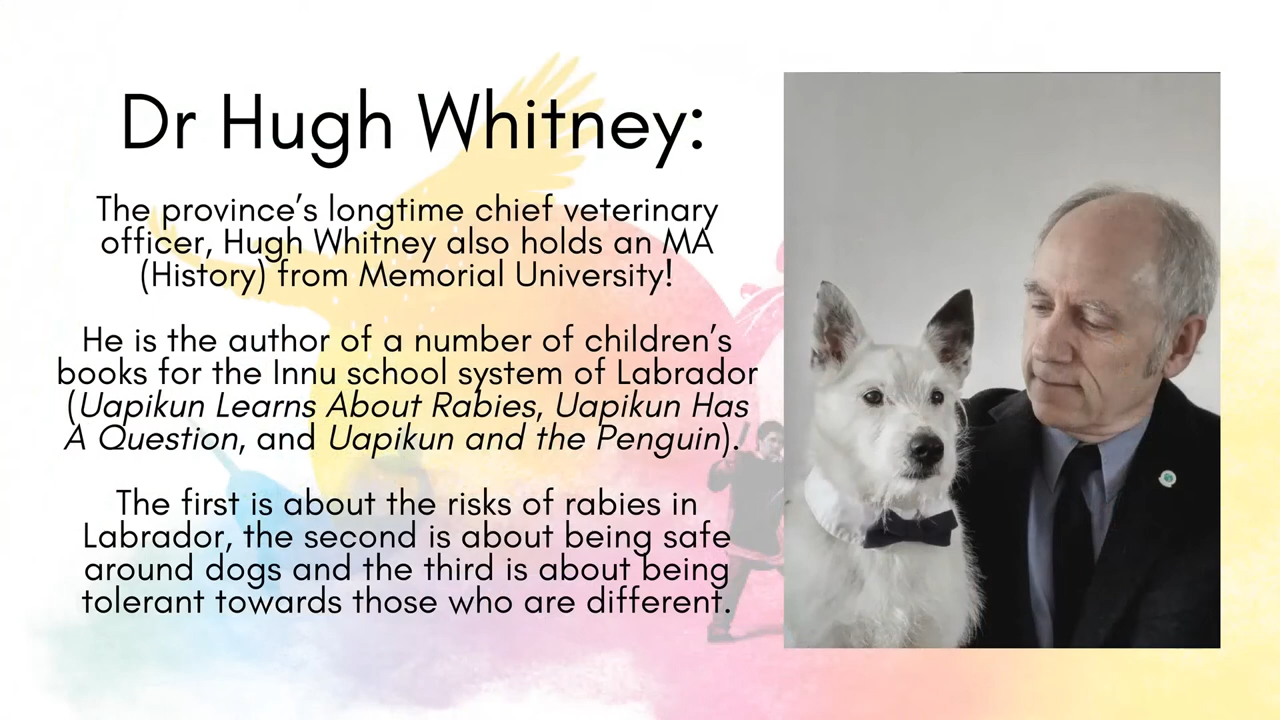 Dr Hugh Whitney:
The province’s longtime chief veterinary
officer, Hugh Whitney also holds an MA
(History) from Memorial University!
He is the author of a number of children’s
books for the Innu school system of Labrador
(Uapikun Learns About Rabies, Uapikun Has
A Question, and Uapikun and the Penguin).
The first is about the risks of rabies in
Labrador, the second is about being safe
around dogs and the third is about being
tolerant towards those who are different.